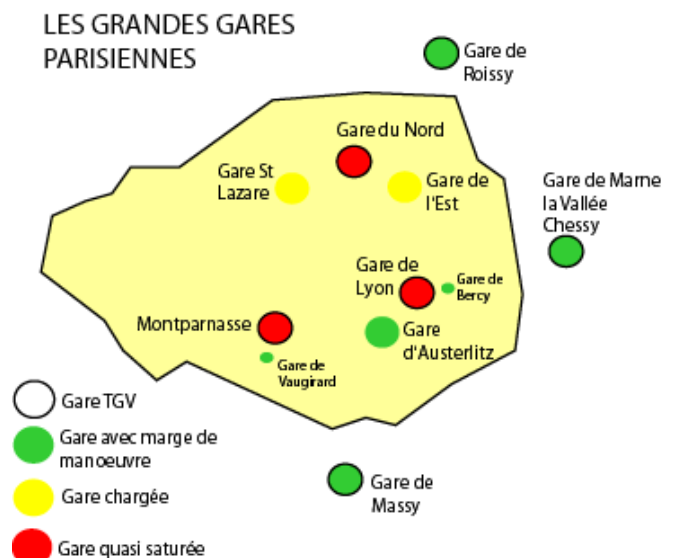 LES GRANDES GARES
PARISIENNES
Gare de
Roissy
Gare du Nord
Gare St
Lazare
Gare de
l'Est
Gare de Marne
la Vallée
Chessy
Gare de
Lyon
Gare de
Bercy
Montparnasse
Gare
d'Austerlitz
Gare de
Vaugirard
Gare TGV
Gare avec marge de
manoeuvre
Gare chargée
Gare de
Massy
Gare quasi saturée